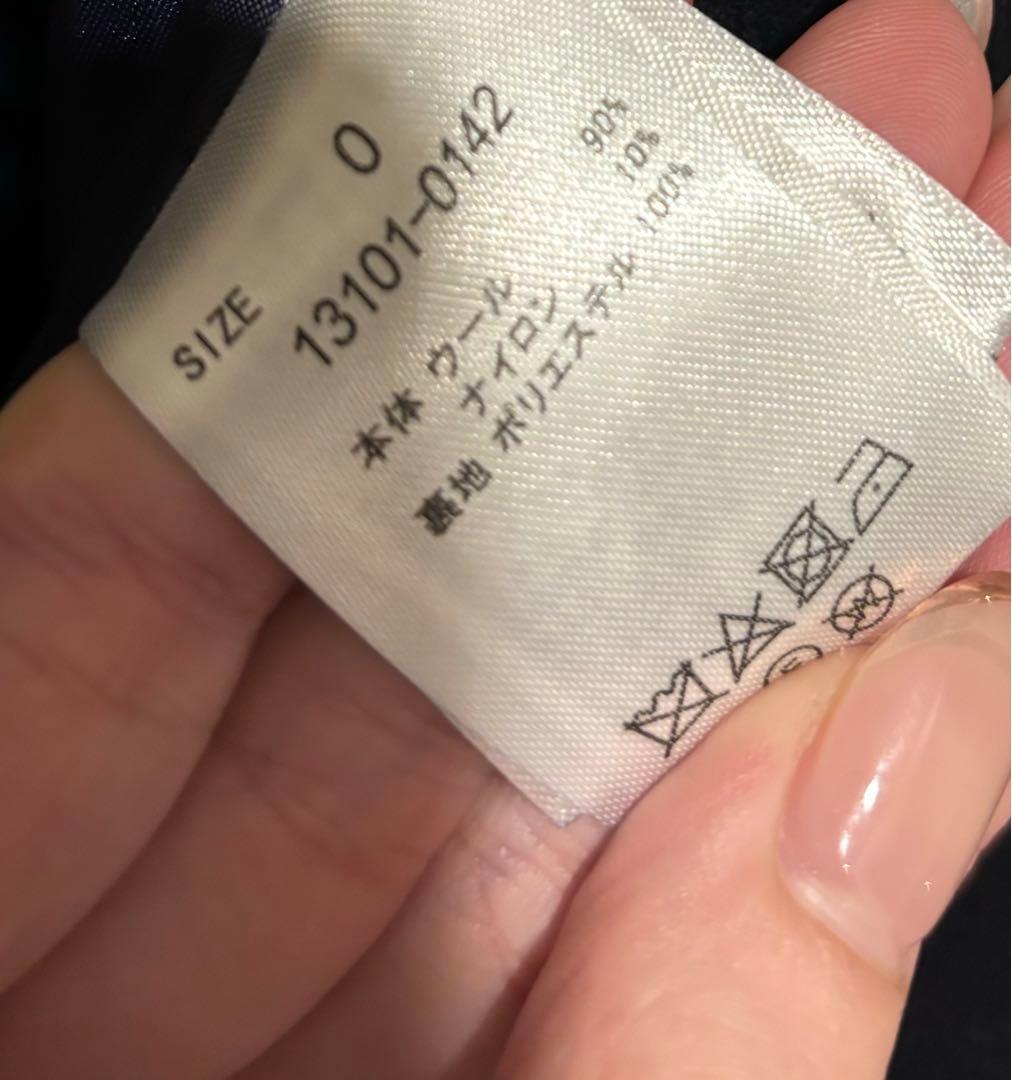 SIZE 0
13101-0142
本体 ウール 90%
ナイロン 10%
裏地 ポリエステル 100%